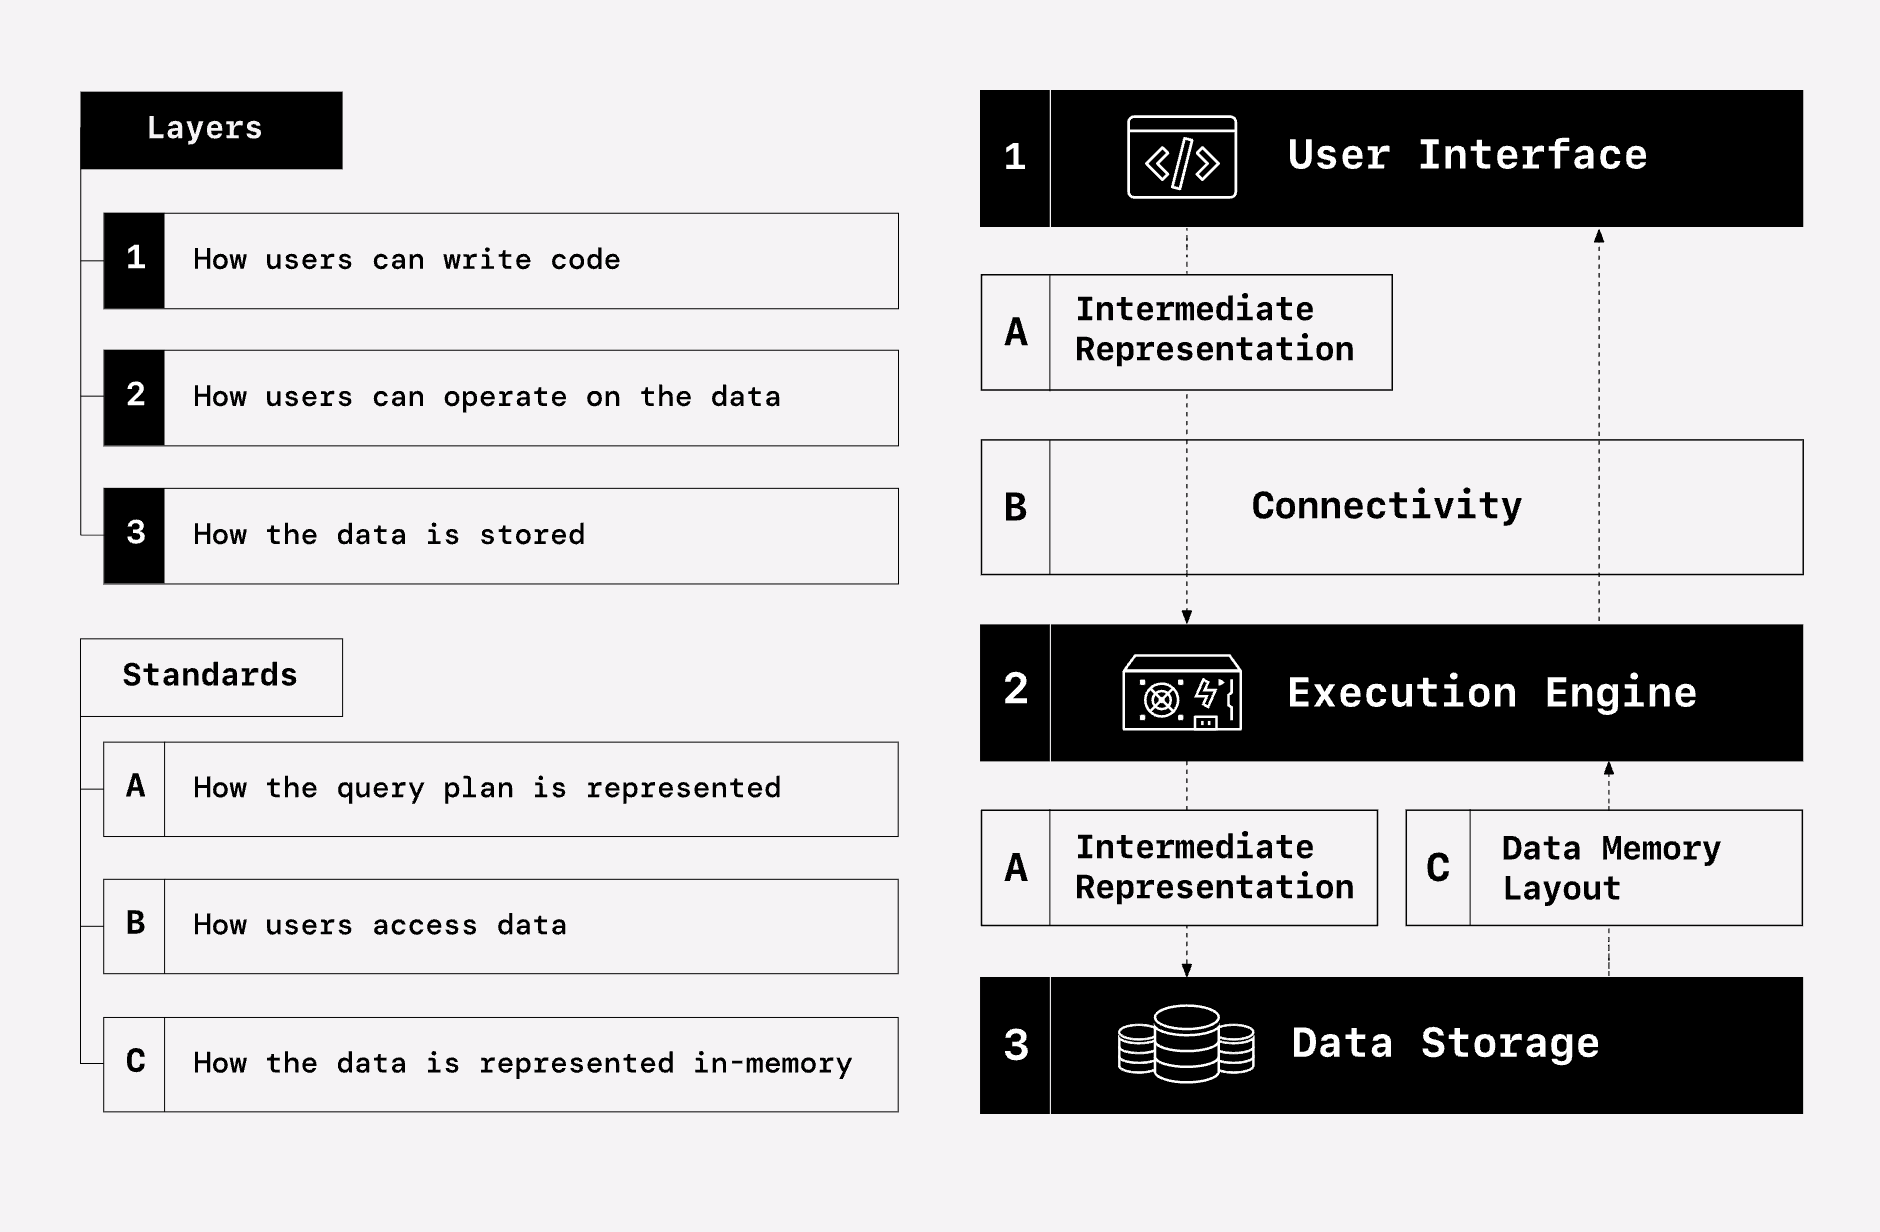 Layers
1
How users can write code
2
How users can operate on the data
3
How the data is stored
Standards
A
How the query plan is represented
B
How users access data
C
How the data is represented in-memory
1
</>
User Interface
A
Intermediate
Representation
B
Connectivity
2
Execution Engine
A
Intermediate
Representation
C
Data Memory
Layout
3
Data Storage